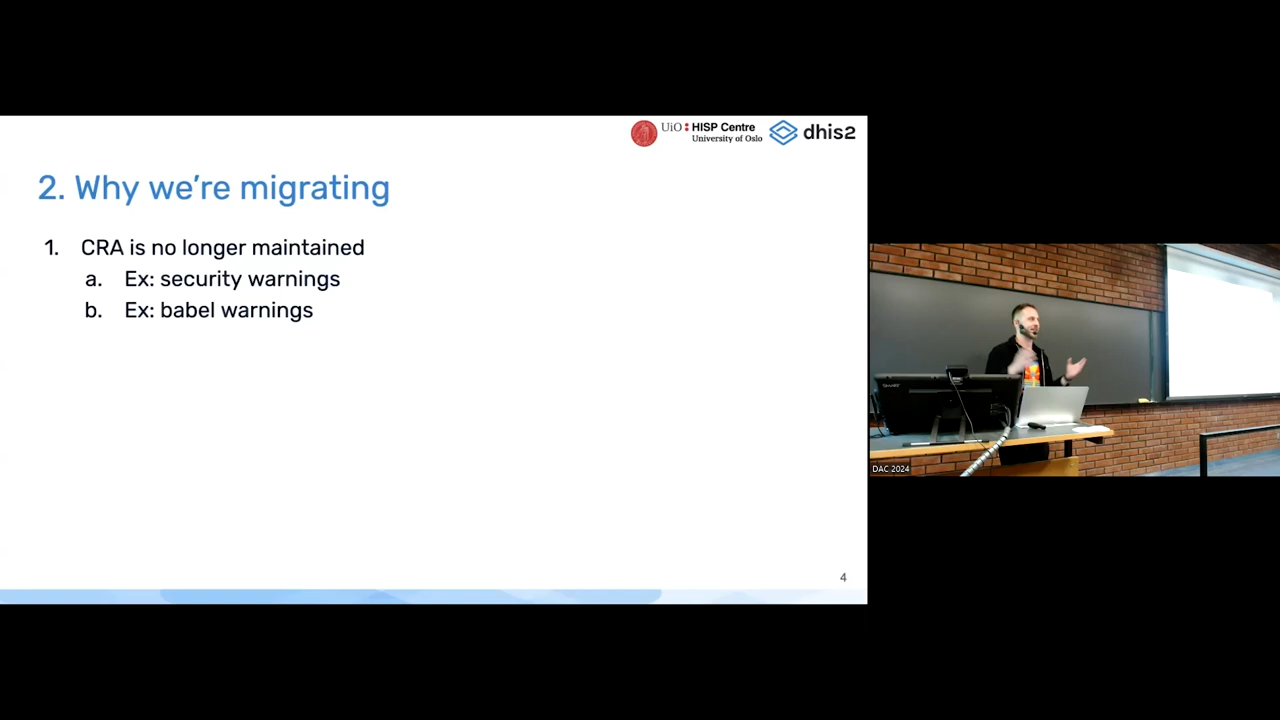 UiO : HISP Centre
University of Oslo
dhis2
2. Why we're migrating
1. CRA is no longer maintained
a. Ex: security warnings
b. Ex: babel warnings
4
DAC 2024